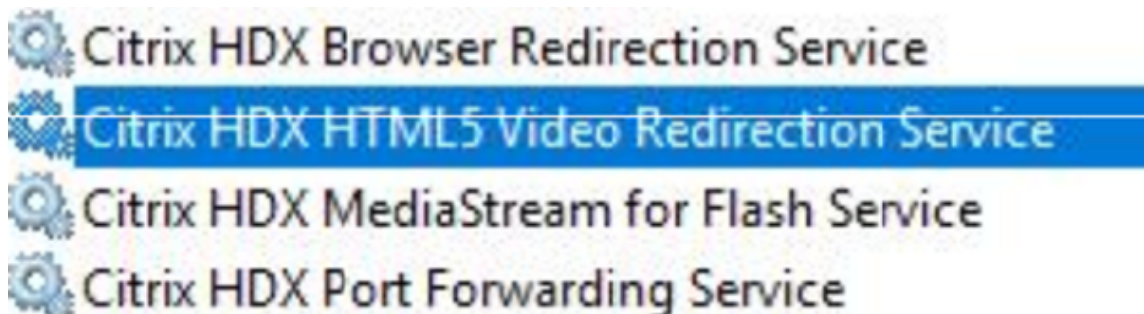 Citrix HDX Browser Redirection Service
Citrix HDX HTML5 Video Redirection Service
Citrix HDX MediaStream for Flash Service
Citrix HDX Port Forwarding Service